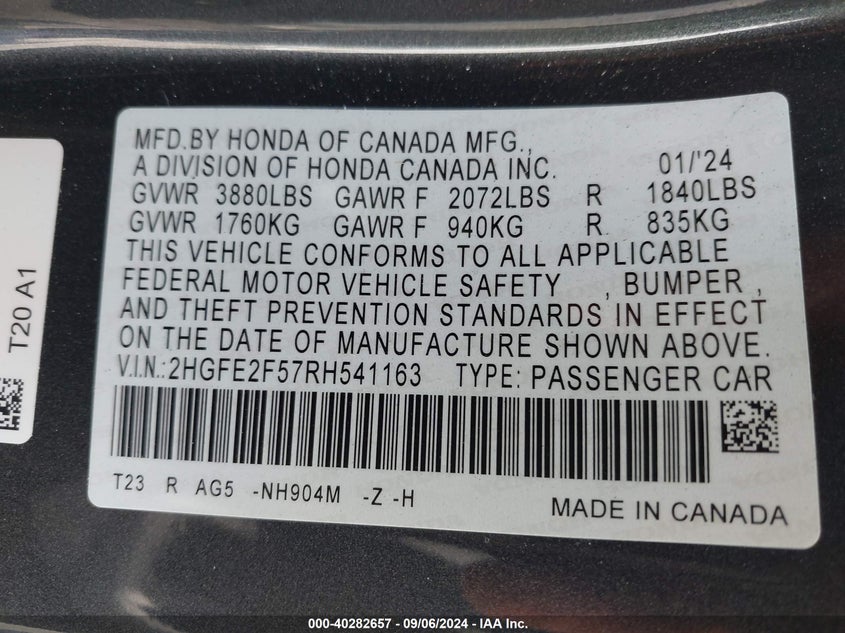 MFD.BY HONDA OF CANADA MFG.,
A DIVISION OF HONDA CANADA INC. 01/'24
GVWR 3880LBS GAWR F 2072LBS R 1840LBS
GVWR 1760KG GAWR F 940KG R 835KG
THIS VEHICLE CONFORMS TO ALL APPLICABLE
FEDERAL MOTOR VEHICLE SAFETY , BUMPER ,
AND THEFT PREVENTION STANDARDS IN EFFECT
ON THE DATE OF MANUFACTURE SHOWN ABOVE.
V.I.N.:2HGFE2F57RH541163 TYPE: PASSENGER CAR
T23 R AG5 -NH904M -Z -H
MADE IN CANADA
T20 A1
000-40282657 - 09/06/2024 - IAA Inc.